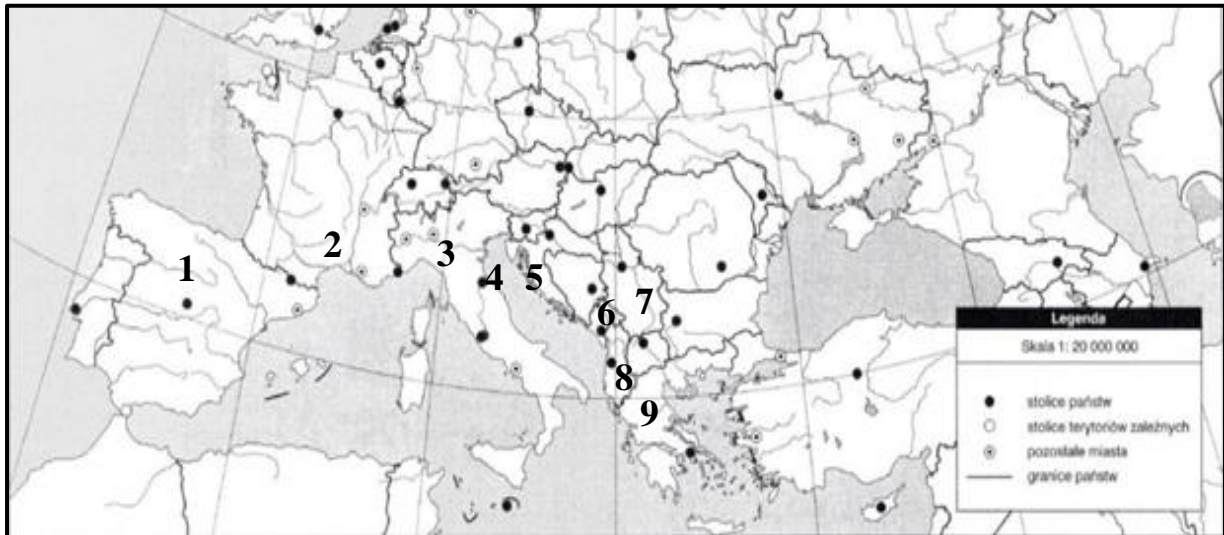 1
2
3
4
5
6
7
8
9
Legenda
Skala 1: 20 000 000
stolice państw
stolice terytoriów zależnych
pozostałe miasta
granice państw